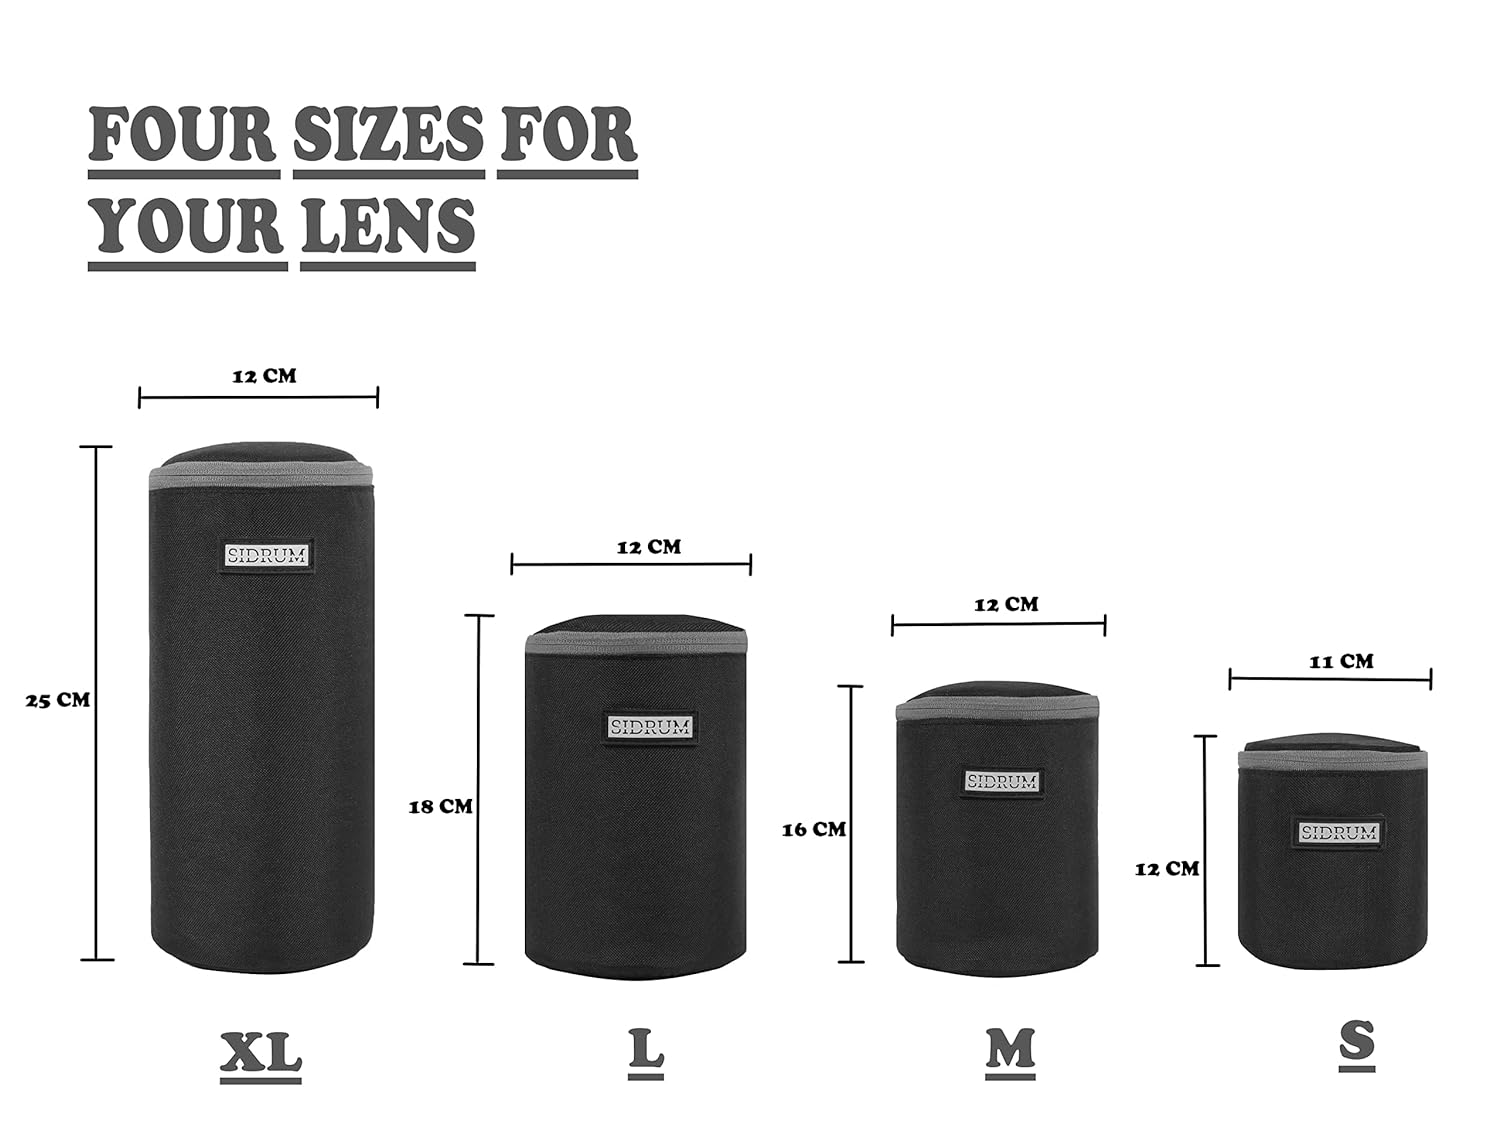 FOUR SIZES FOR
YOUR LENS
12 CM
25 CM
SIDRUM
XL
12 CM
18 CM
SIDRUM
L
12 CM
16 CM
SIDRUM
M
11 CM
12 CM
SIDRUM
S